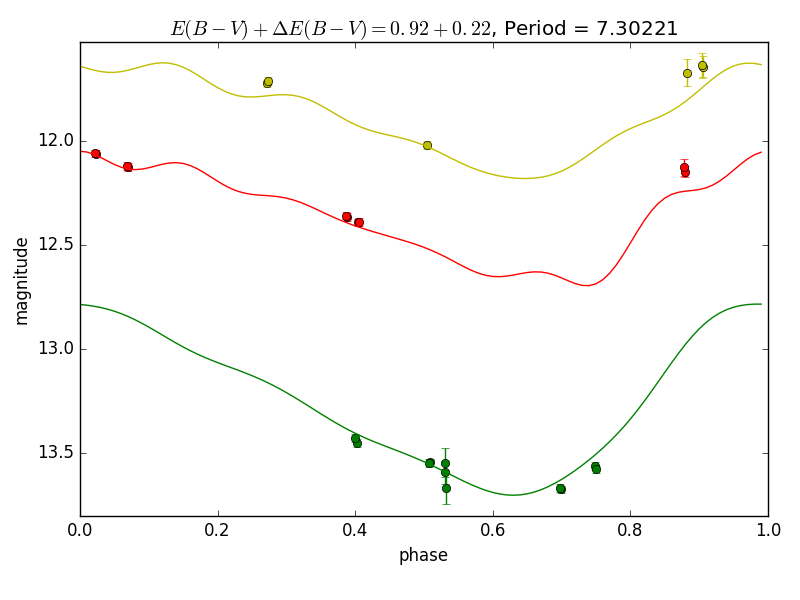 E(B − V) + ΔE(B − V) = 0.92 + 0.22, Period = 7.30221
12.0
12.5
13.0
13.5
magnitude
0.0 0.2 0.4 0.6 0.8 1.0
phase